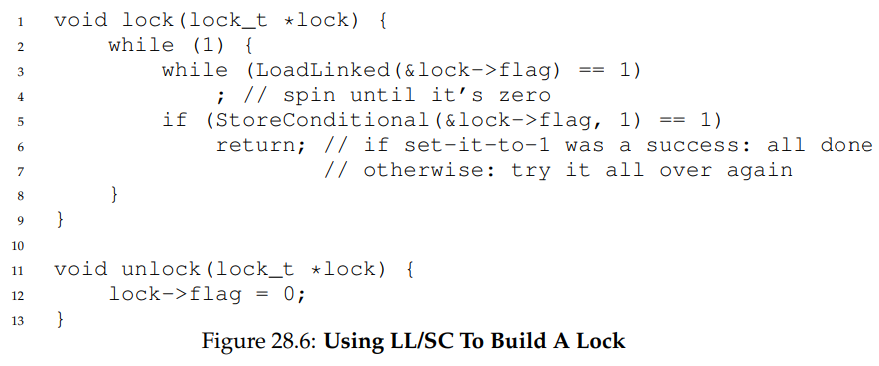 1 void lock(lock_t *lock) {
2 while (1) {
3 while (LoadLinked(&lock->flag) == 1)
4 ; // spin until it's zero
5 if (StoreConditional(&lock->flag, 1) == 1)
6 return; // if set-it-to-1 was a success: all done
7 // otherwise: try it all over again
8 }
9 }
10
11 void unlock(lock_t *lock) {
12 lock->flag = 0;
13 }
Figure 28.6: Using LL/SC To Build A Lock